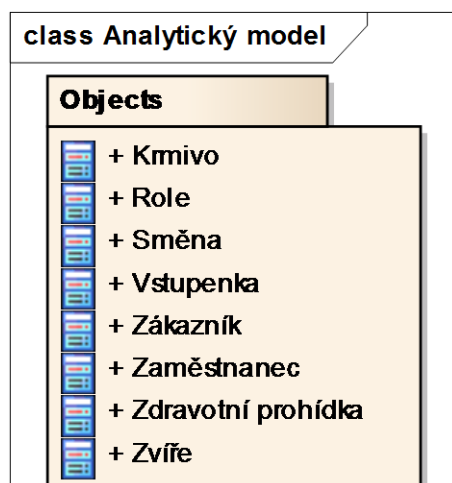 class Analytický model
Objects
+ Krmivo
+ Role
+ Směna
+ Vstupenka
+ Zákazník
+ Zaměstnanec
+ Zdravotní prohídka
+ Zvíře